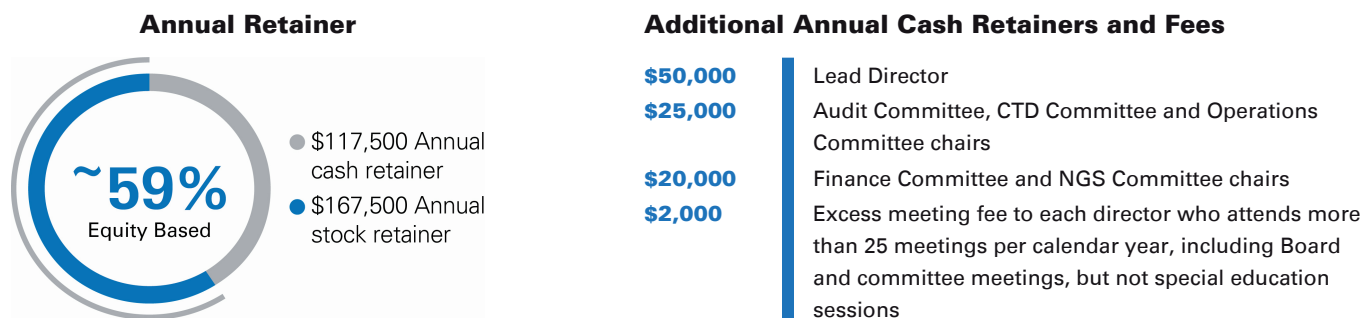 Annual Retainer
~59%
Equity Based
$117,500 Annual
cash retainer
$167,500 Annual
stock retainer
Additional Annual Cash Retainers and Fees
$50,000 Lead Director
$25,000 Audit Committee, CTD Committee and Operations
Committee chairs
$20,000 Finance Committee and NGS Committee chairs
$2,000 Excess meeting fee to each director who attends more
than 25 meetings per calendar year, including Board
and committee meetings, but not special education
sessions